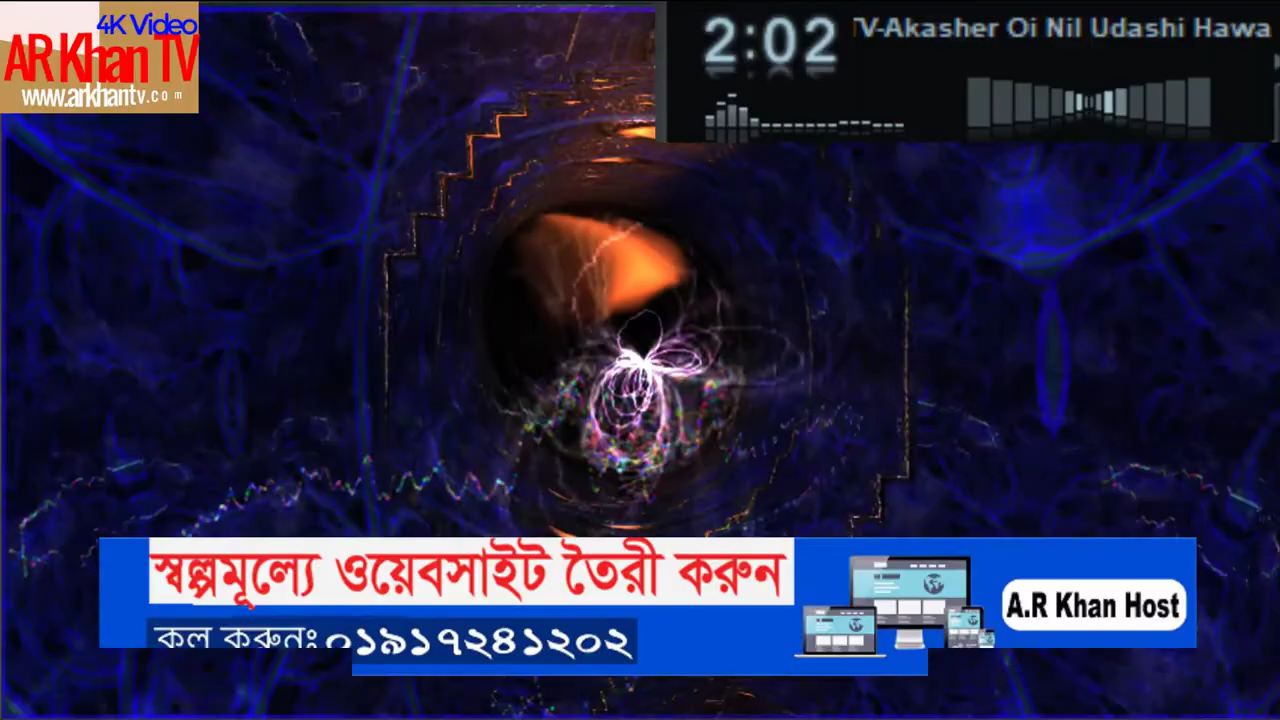 4K Video
AR Khan TV
www.arkhantv.com
2:02
V-Akasher Oi Nil Udashi Hawa
স্বল্পমূল্যে ওয়েবসাইট তৈরী করুন
কল করুনঃ ০১৯১৭২৪১২০২
A.R Khan Host